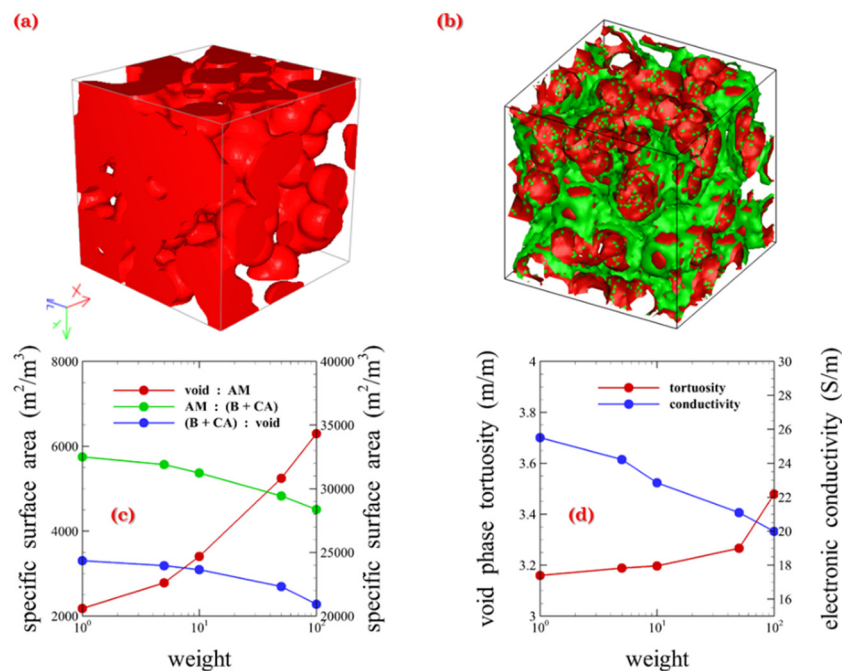 (a)
(b)
X
Y
8000
6000
4000
2000
specific surface area (m²/m³)
void : AM
AM : (B + CA)
(B + CA) : void
(c)
40000
35000
30000
25000
20000
specific surface area (m²/m³)
10⁰
10¹
10²
weight
4
3.8
3.6
3.4
3.2
3
void phase tortuosity (m/m)
tortuosity
conductivity
(d)
30
28
26
24
22
20
18
16
electronic conductivity (S/m)
10⁰
10¹
10²
weight